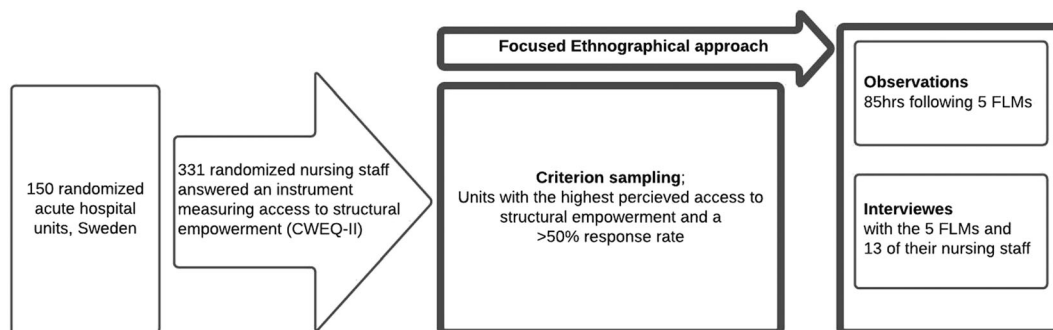 150 randomized
acute hospital
units, Sweden
331 randomized nursing staff
answered an instrument
measuring access to structural
empowerment (CWEQ-II)
Focused Ethnographical approach
Criterion sampling;
Units with the highest percieved access to
structural empowerment and a
>50% response rate
Observations
85hrs following 5 FLMs
Interviewes
with the 5 FLMs and
13 of their nursing staff